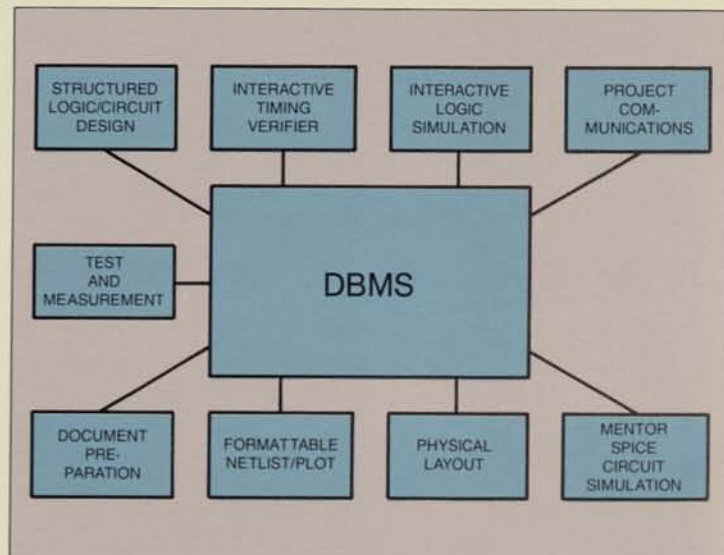 STRUCTURED
LOGIC/CIRCUIT
DESIGN
INTERACTIVE
TIMING
VERIFIER
INTERACTIVE
LOGIC
SIMULATION
PROJECT
COM-
MUNICATIONS
TEST
AND
MEASUREMENT
DBMS
DOCUMENT
PRE-
PARATION
FORMATTABLE
NETLIST/PLOT
PHYSICAL
LAYOUT
MENTOR
SPICE
CIRCUIT
SIMULATION